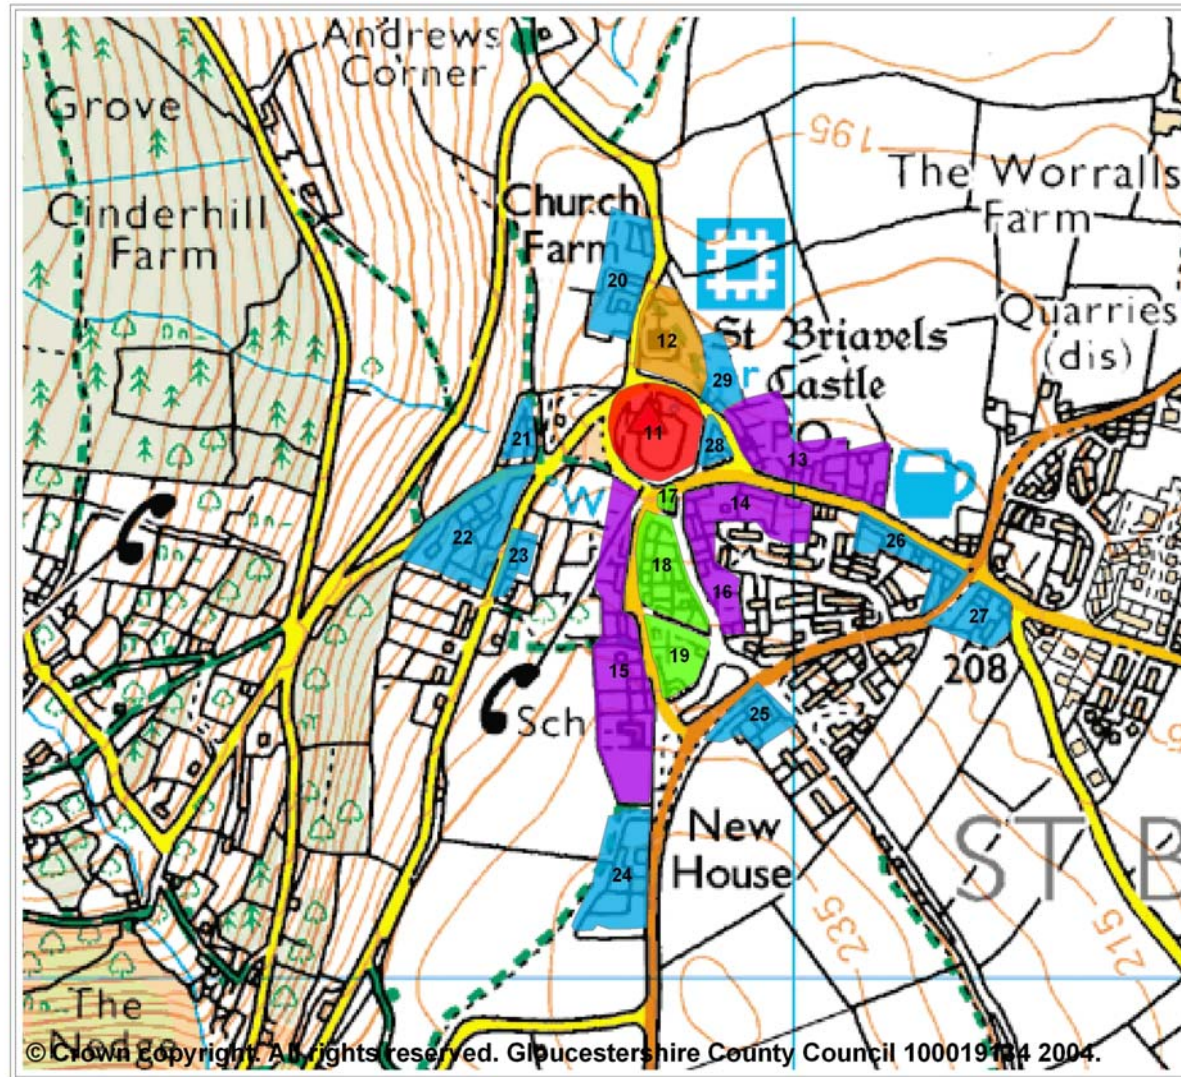 Andrews
Corner
Grove
195
The Worralls
Farm
Church
Farm
Cinderhill
Farm
20
Quarries
(dis)
12
St Briavels
Castle
29
r
11
21
28
13
W
17
14
22
23
26
18
16
27
15
19
208
25
Sch
New
House
24
ST B
235
215
The
© Crown copyright. All rights reserved. Gloucestershire County Council 100019134 2004.